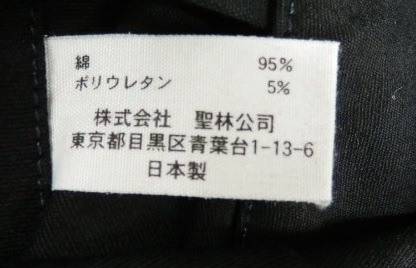 綿 95%
ポリウレタン 5%
株式会社 聖林公司
東京都目黒区青葉台1-13-6
日本製